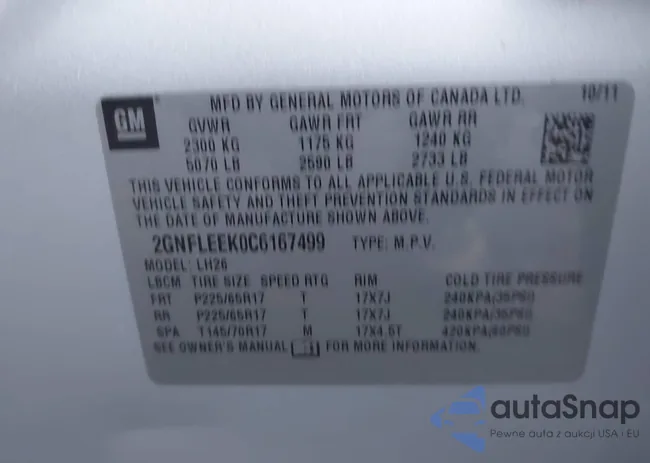 GM
MFD BY GENERAL MOTORS OF CANADA LTD. 10/11
GVWR GAWR FRT GAWR RR
2300 KG 1175 KG 1240 KG
5070 LB 2590 LB 2733 LB
THIS VEHICLE CONFORMS TO ALL APPLICABLE U.S. FEDERAL MOTOR
VEHICLE SAFETY AND THEFT PREVENTION STANDARDS IN EFFECT ON
THE DATE OF MANUFACTURE SHOWN ABOVE.
2GNFLEEK0C6167499 TYPE: M.P.V.
MODEL: LH26
LBCM TIRE SIZE SPEED RTG RIM COLD TIRE PRESSURE
FRT P225/65R17 T 17X7J 240KPA/35PSI
RR P225/65R17 T 17X7J 240KPA/35PSI
SPA T145/70R17 M 17X4.5T 420KPA/60PSI
SEE OWNER'S MANUAL FOR MORE INFORMATION.
autaSnap
Pewne auta z aukcji USA i EU